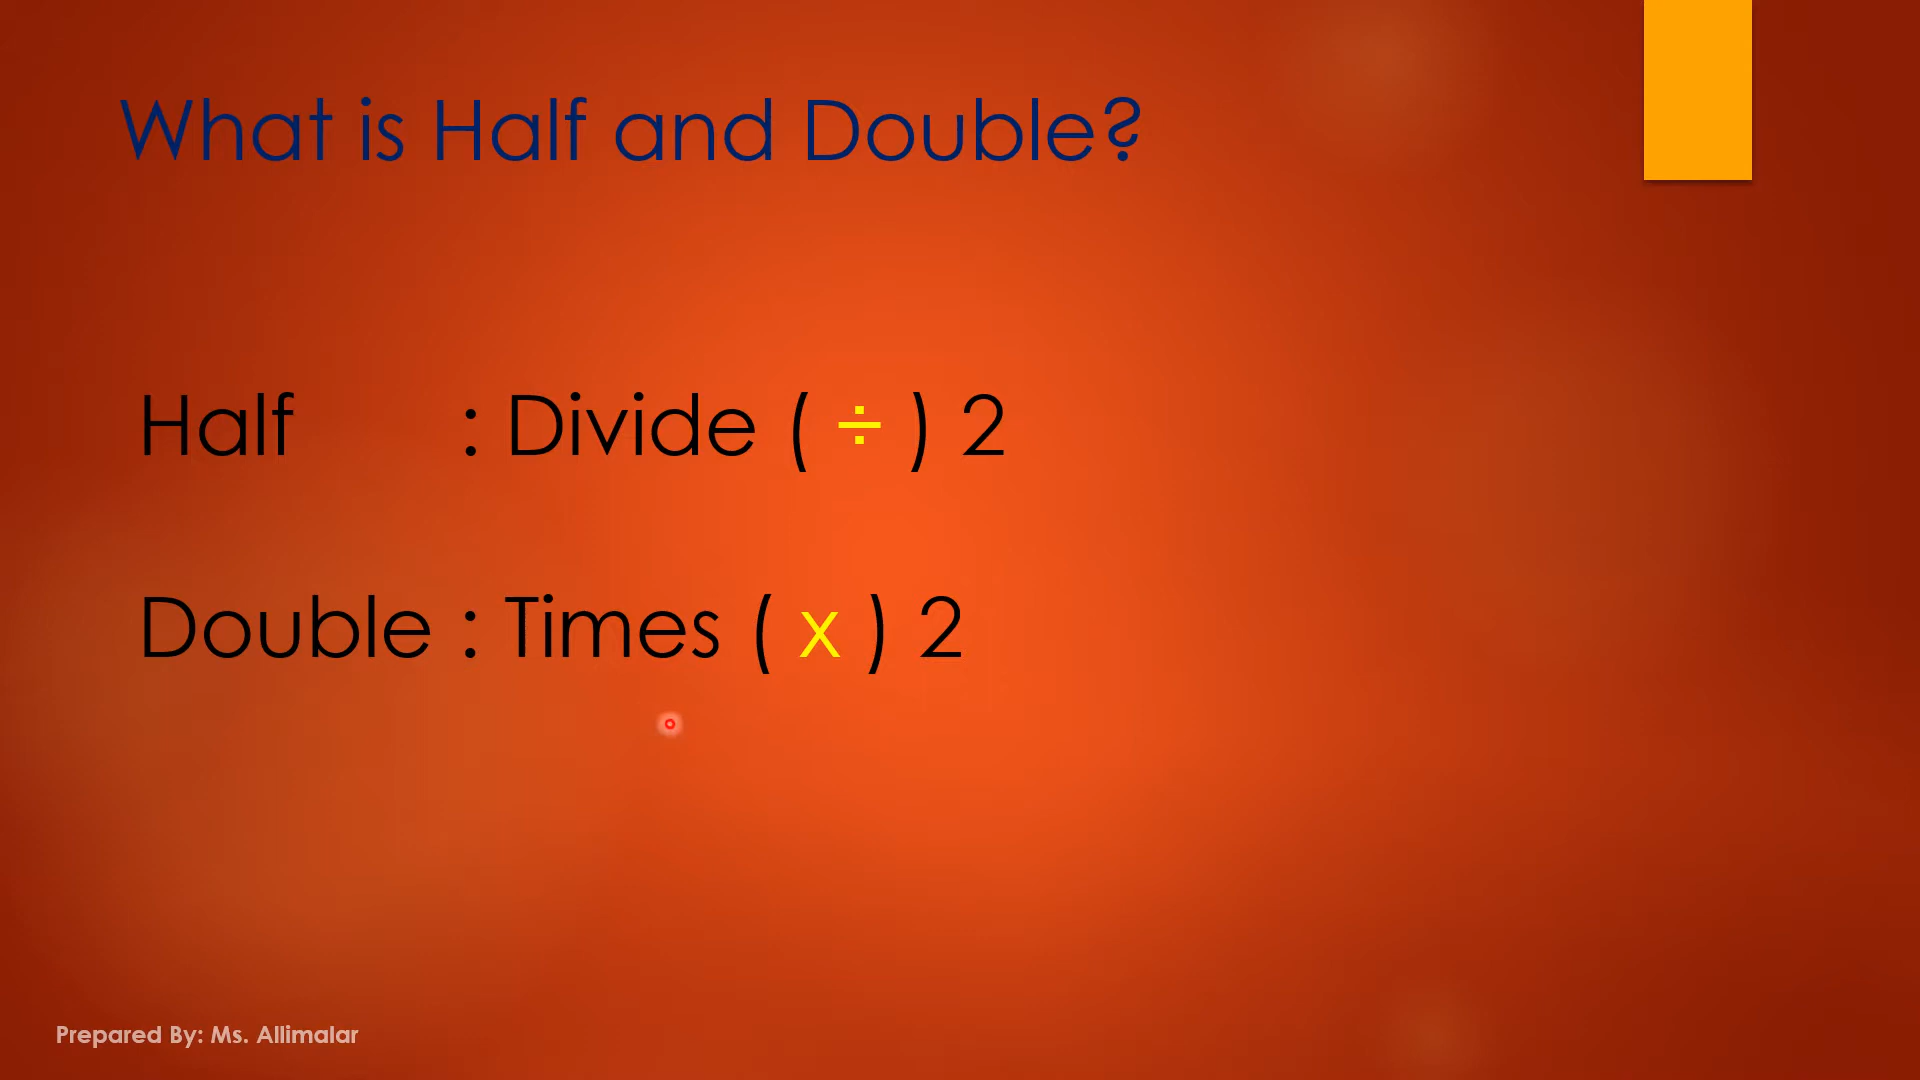 What is Half and Double?
Half : Divide ( ÷ ) 2
Double : Times ( x ) 2
Prepared By: Ms. Allimalar